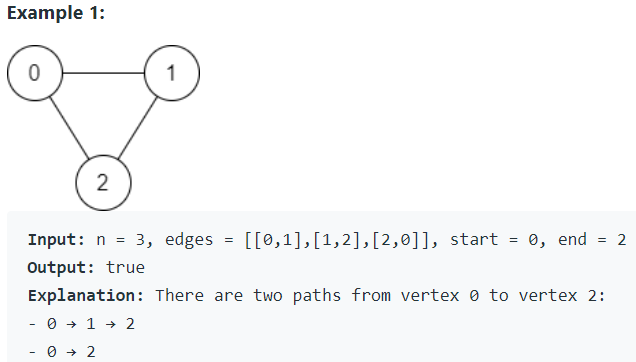 Example 1:
0
1
2
Input: n = 3, edges = [[0,1],[1,2],[2,0]], start = 0, end = 2
Output: true
Explanation: There are two paths from vertex 0 to vertex 2:
- 0 → 1 → 2
- 0 → 2